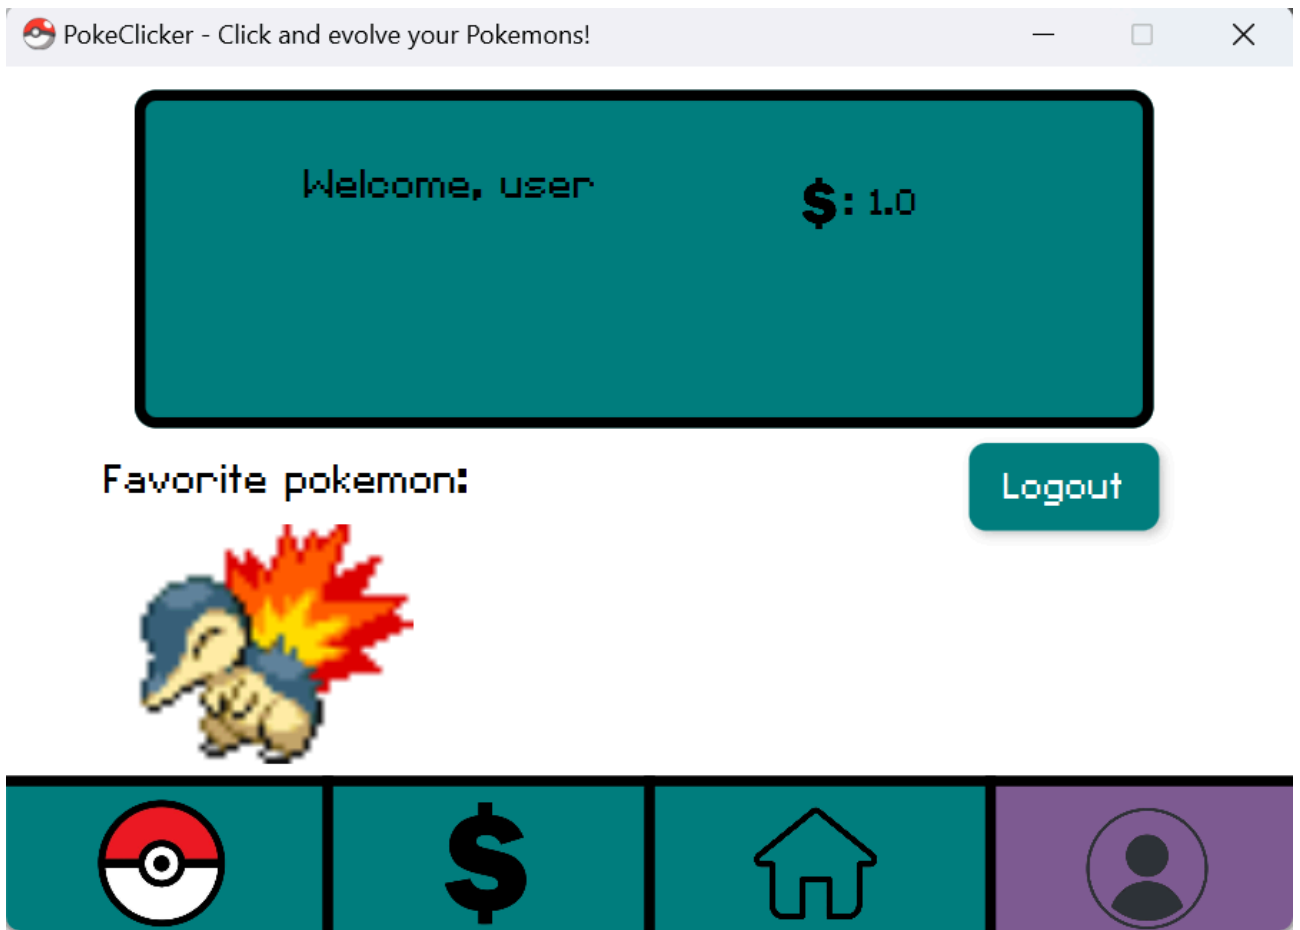 PokeClicker - Click and evolve your Pokemons!
Welcome, user
$: 1.0
Favorite pokemon:
Logout
$